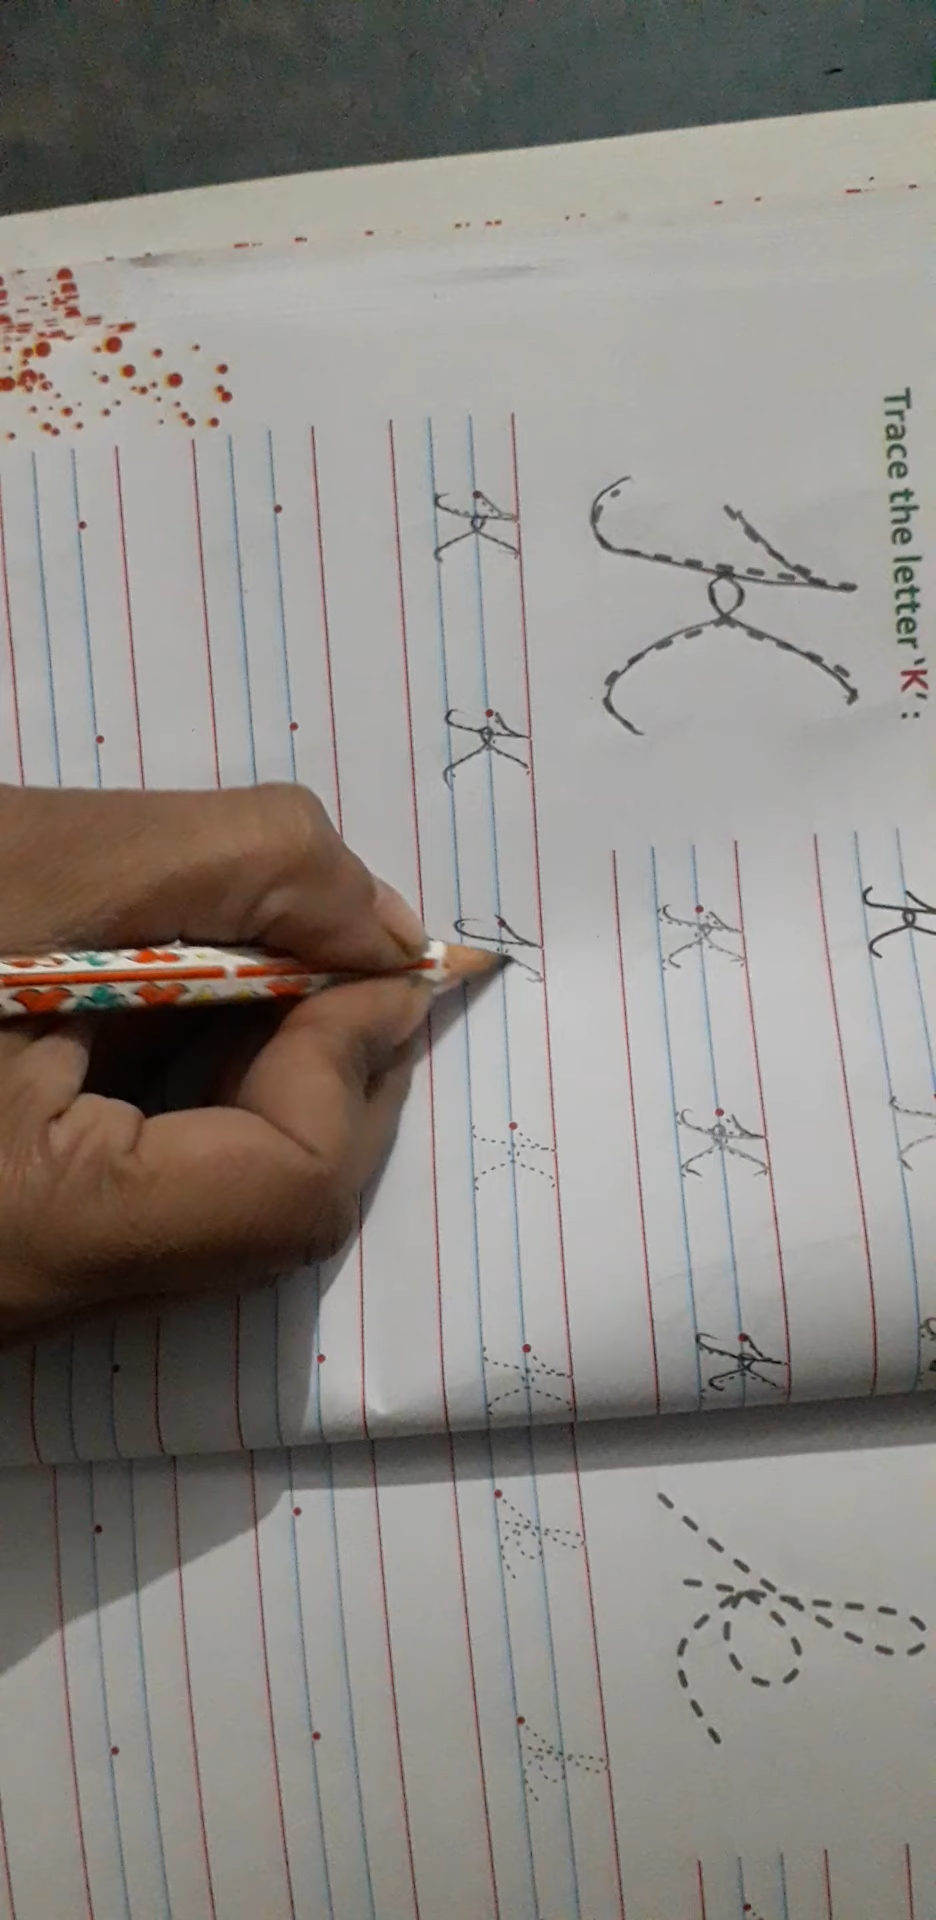 Trace the letter 'K' :
K K
K
K K K
K K K K K
k
k k